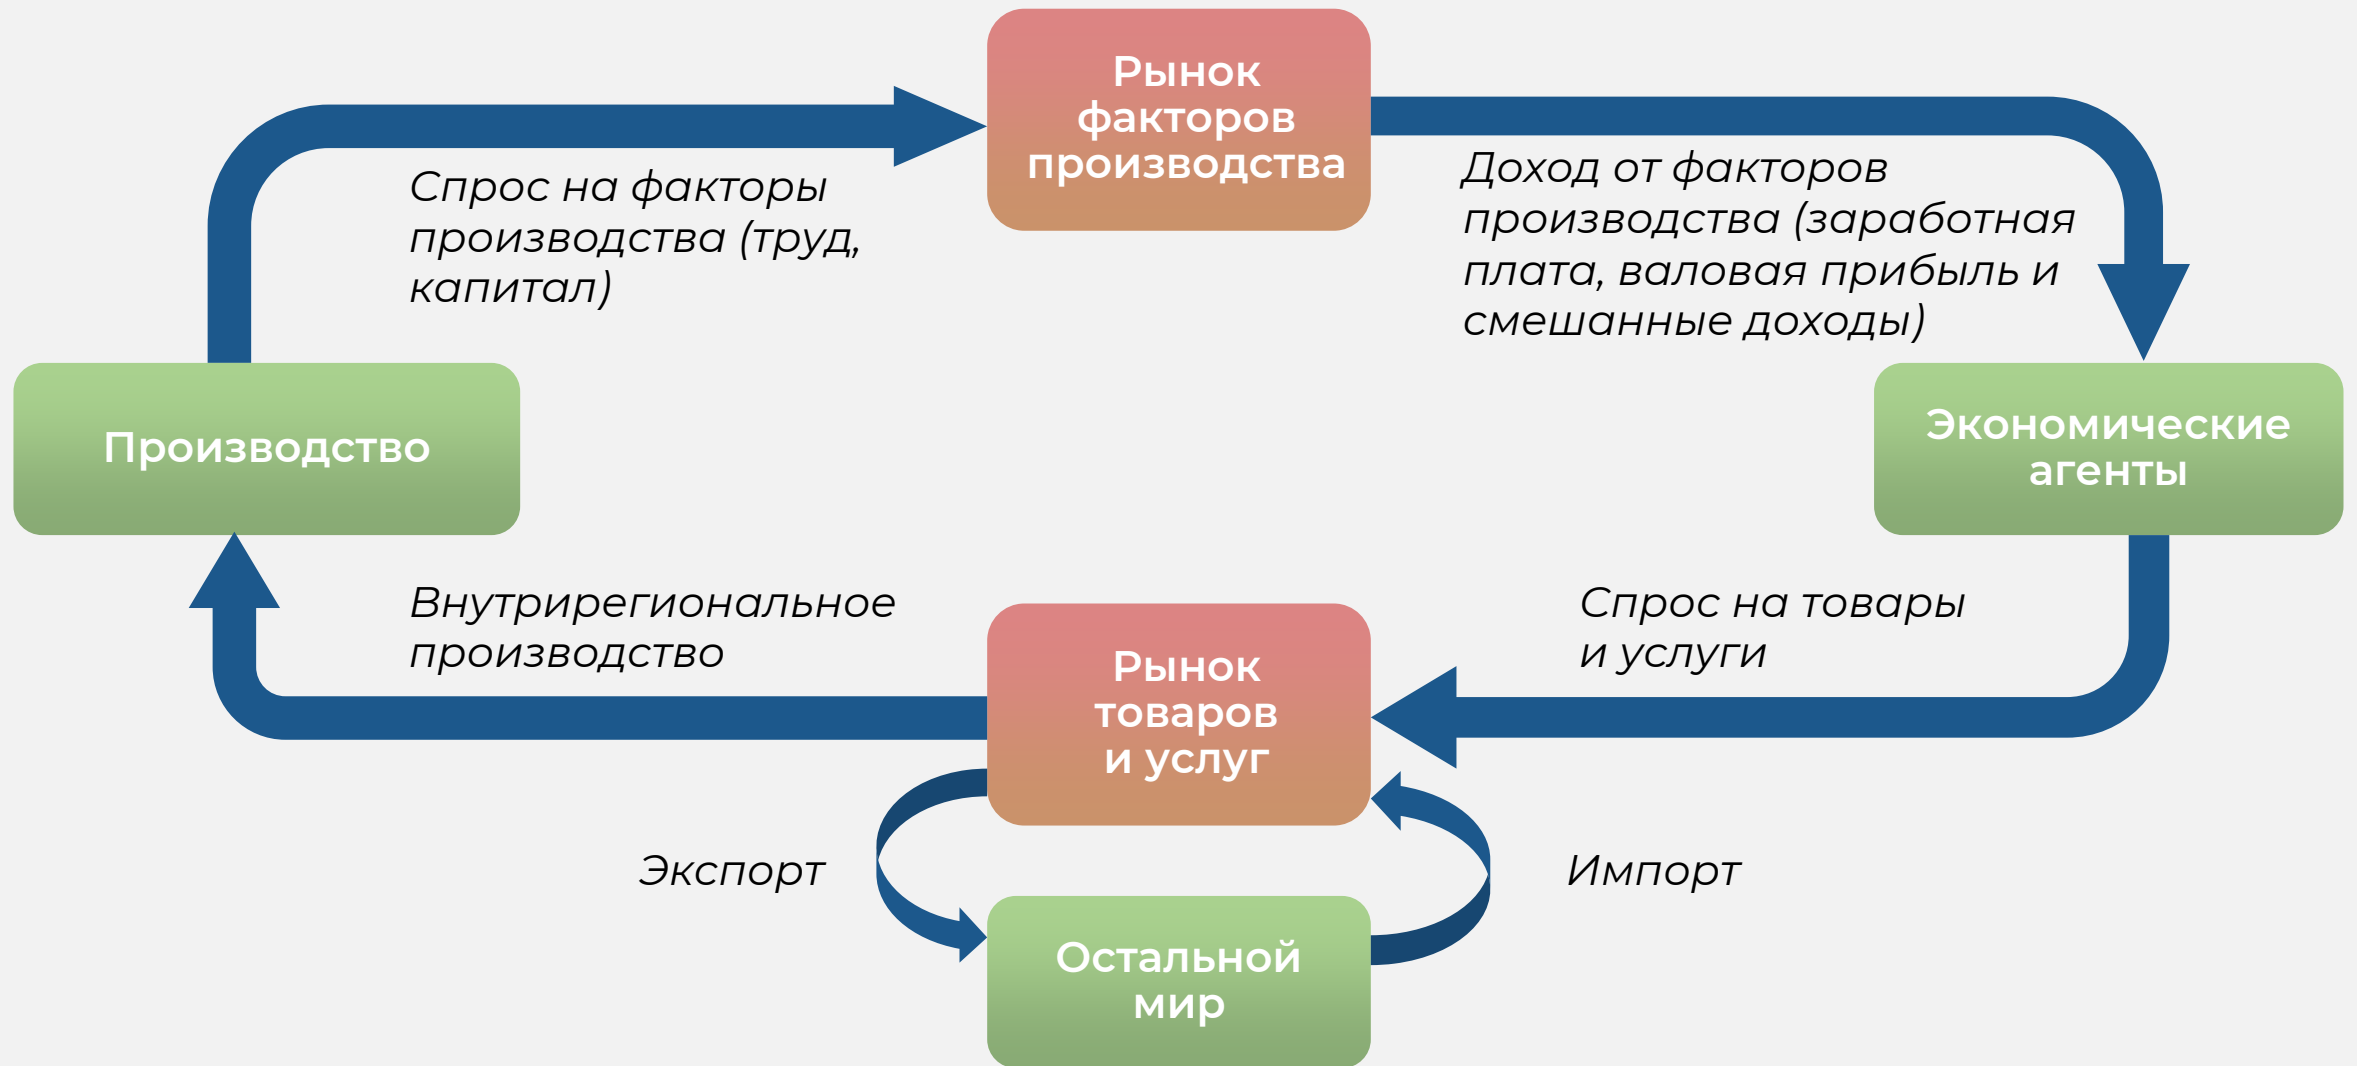 Рынок
факторов
производства
Спрос на факторы
производства (труд,
капитал)
Доход от факторов
производства (заработная
плата, валовая прибыль и
смешанные доходы)
Производство
Экономические
агенты
Внутрирегиональное
производство
Рынок
товаров
и услуг
Спрос на товары
и услуги
Экспорт
Импорт
Остальной
мир